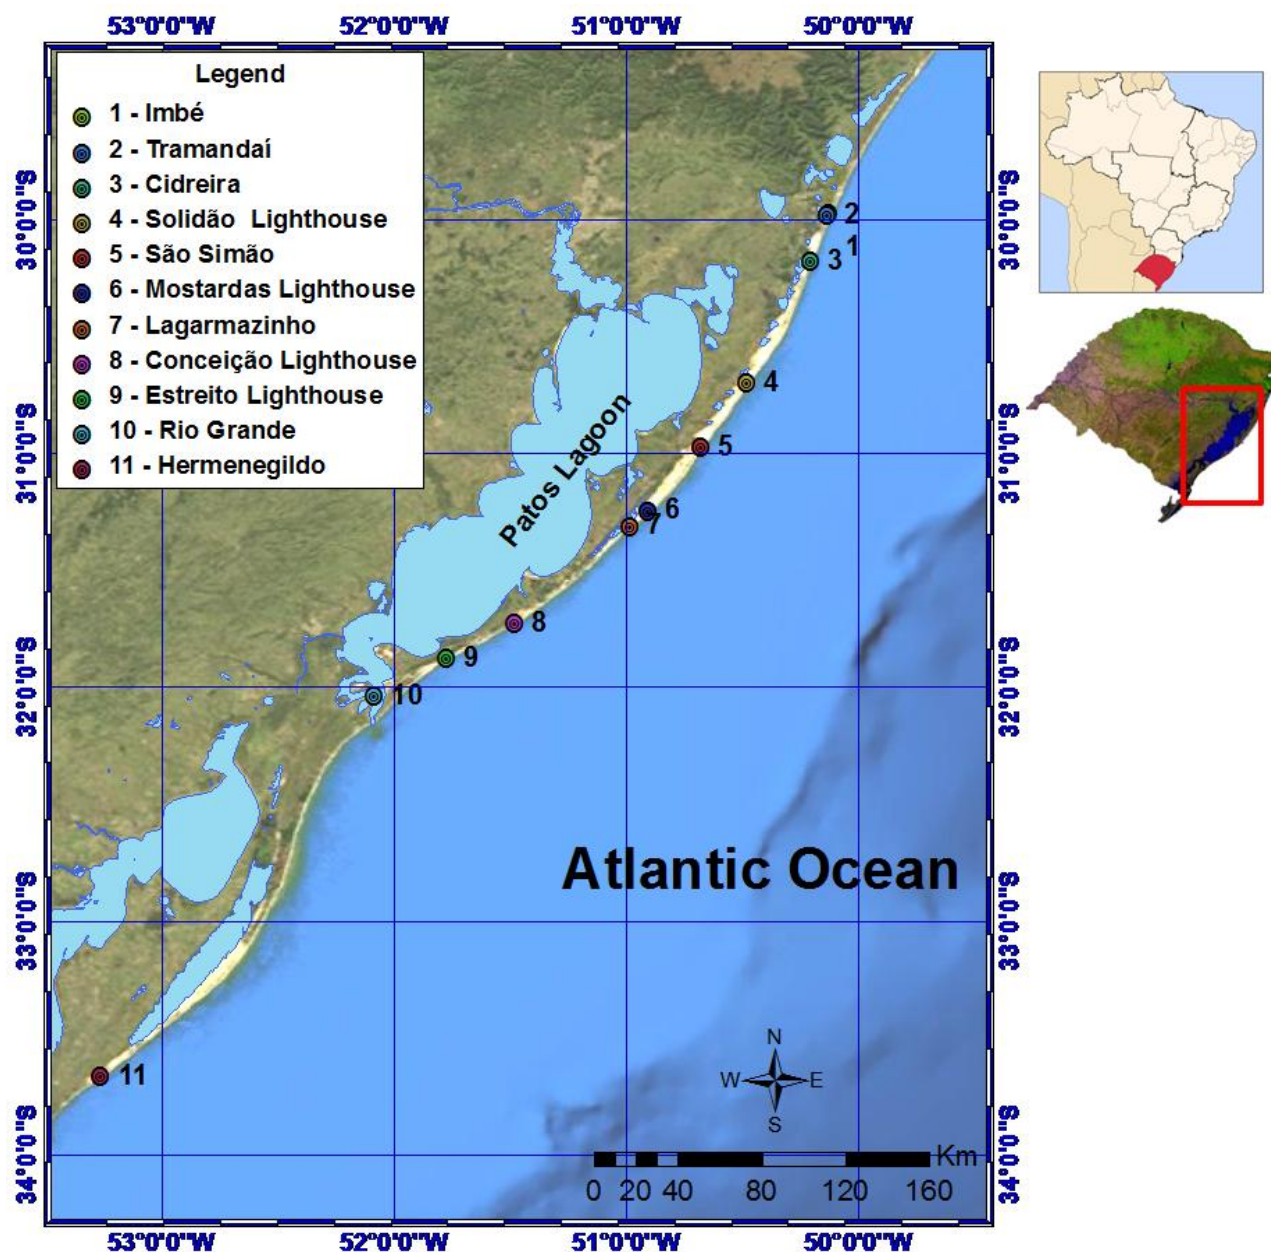 53°0'0"W 52°0'0"W 51°0'0"W 50°0'0"W
Legend
1 - Imbé
2 - Tramandaí
3 - Cidreira
4 - Solidão Lighthouse
5 - São Simão
6 - Mostardas Lighthouse
7 - Lagarmazinho
8 - Conceição Lighthouse
9 - Estreito Lighthouse
10 - Rio Grande
11 - Hermenegildo
30°0'0"S
31°0'0"S
32°0'0"S
33°0'0"S
34°0'0"S
2
1
3
4
5
6
7
8
9
10
11
Patos Lagoon
Atlantic Ocean
N
W E
S
Km
0 20 40 80 120 160
30°0'0"S
31°0'0"S
32°0'0"S
33°0'0"S
34°0'0"S
53°0'0"W 52°0'0"W 51°0'0"W 50°0'0"W